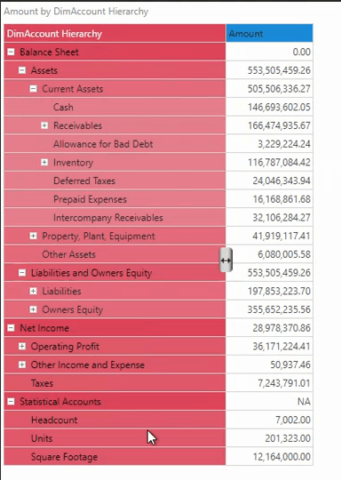 Amount by DimAccount Hierarchy
DimAccount Hierarchy Amount
Balance Sheet 0.00
Assets 553,505,459.26
Current Assets 505,506,336.27
Cash 146,693,602.05
Receivables 166,474,935.67
Allowance for Bad Debt 3,229,224.24
Inventory 116,787,084.42
Deferred Taxes 24,046,343.94
Prepaid Expenses 16,168,861.68
Intercompany Receivables 32,106,284.27
Property, Plant, Equipment 41,919,117.41
Other Assets 6,080,005.58
Liabilities and Owners Equity 553,505,459.26
Liabilities 197,853,223.70
Owners Equity 355,652,235.56
Net Income 28,978,370.86
Operating Profit 36,171,224.41
Other Income and Expense 50,937.46
Taxes 7,243,791.01
Statistical Accounts NA
Headcount 7,002.00
Units 201,323.00
Square Footage 12,164,000.00